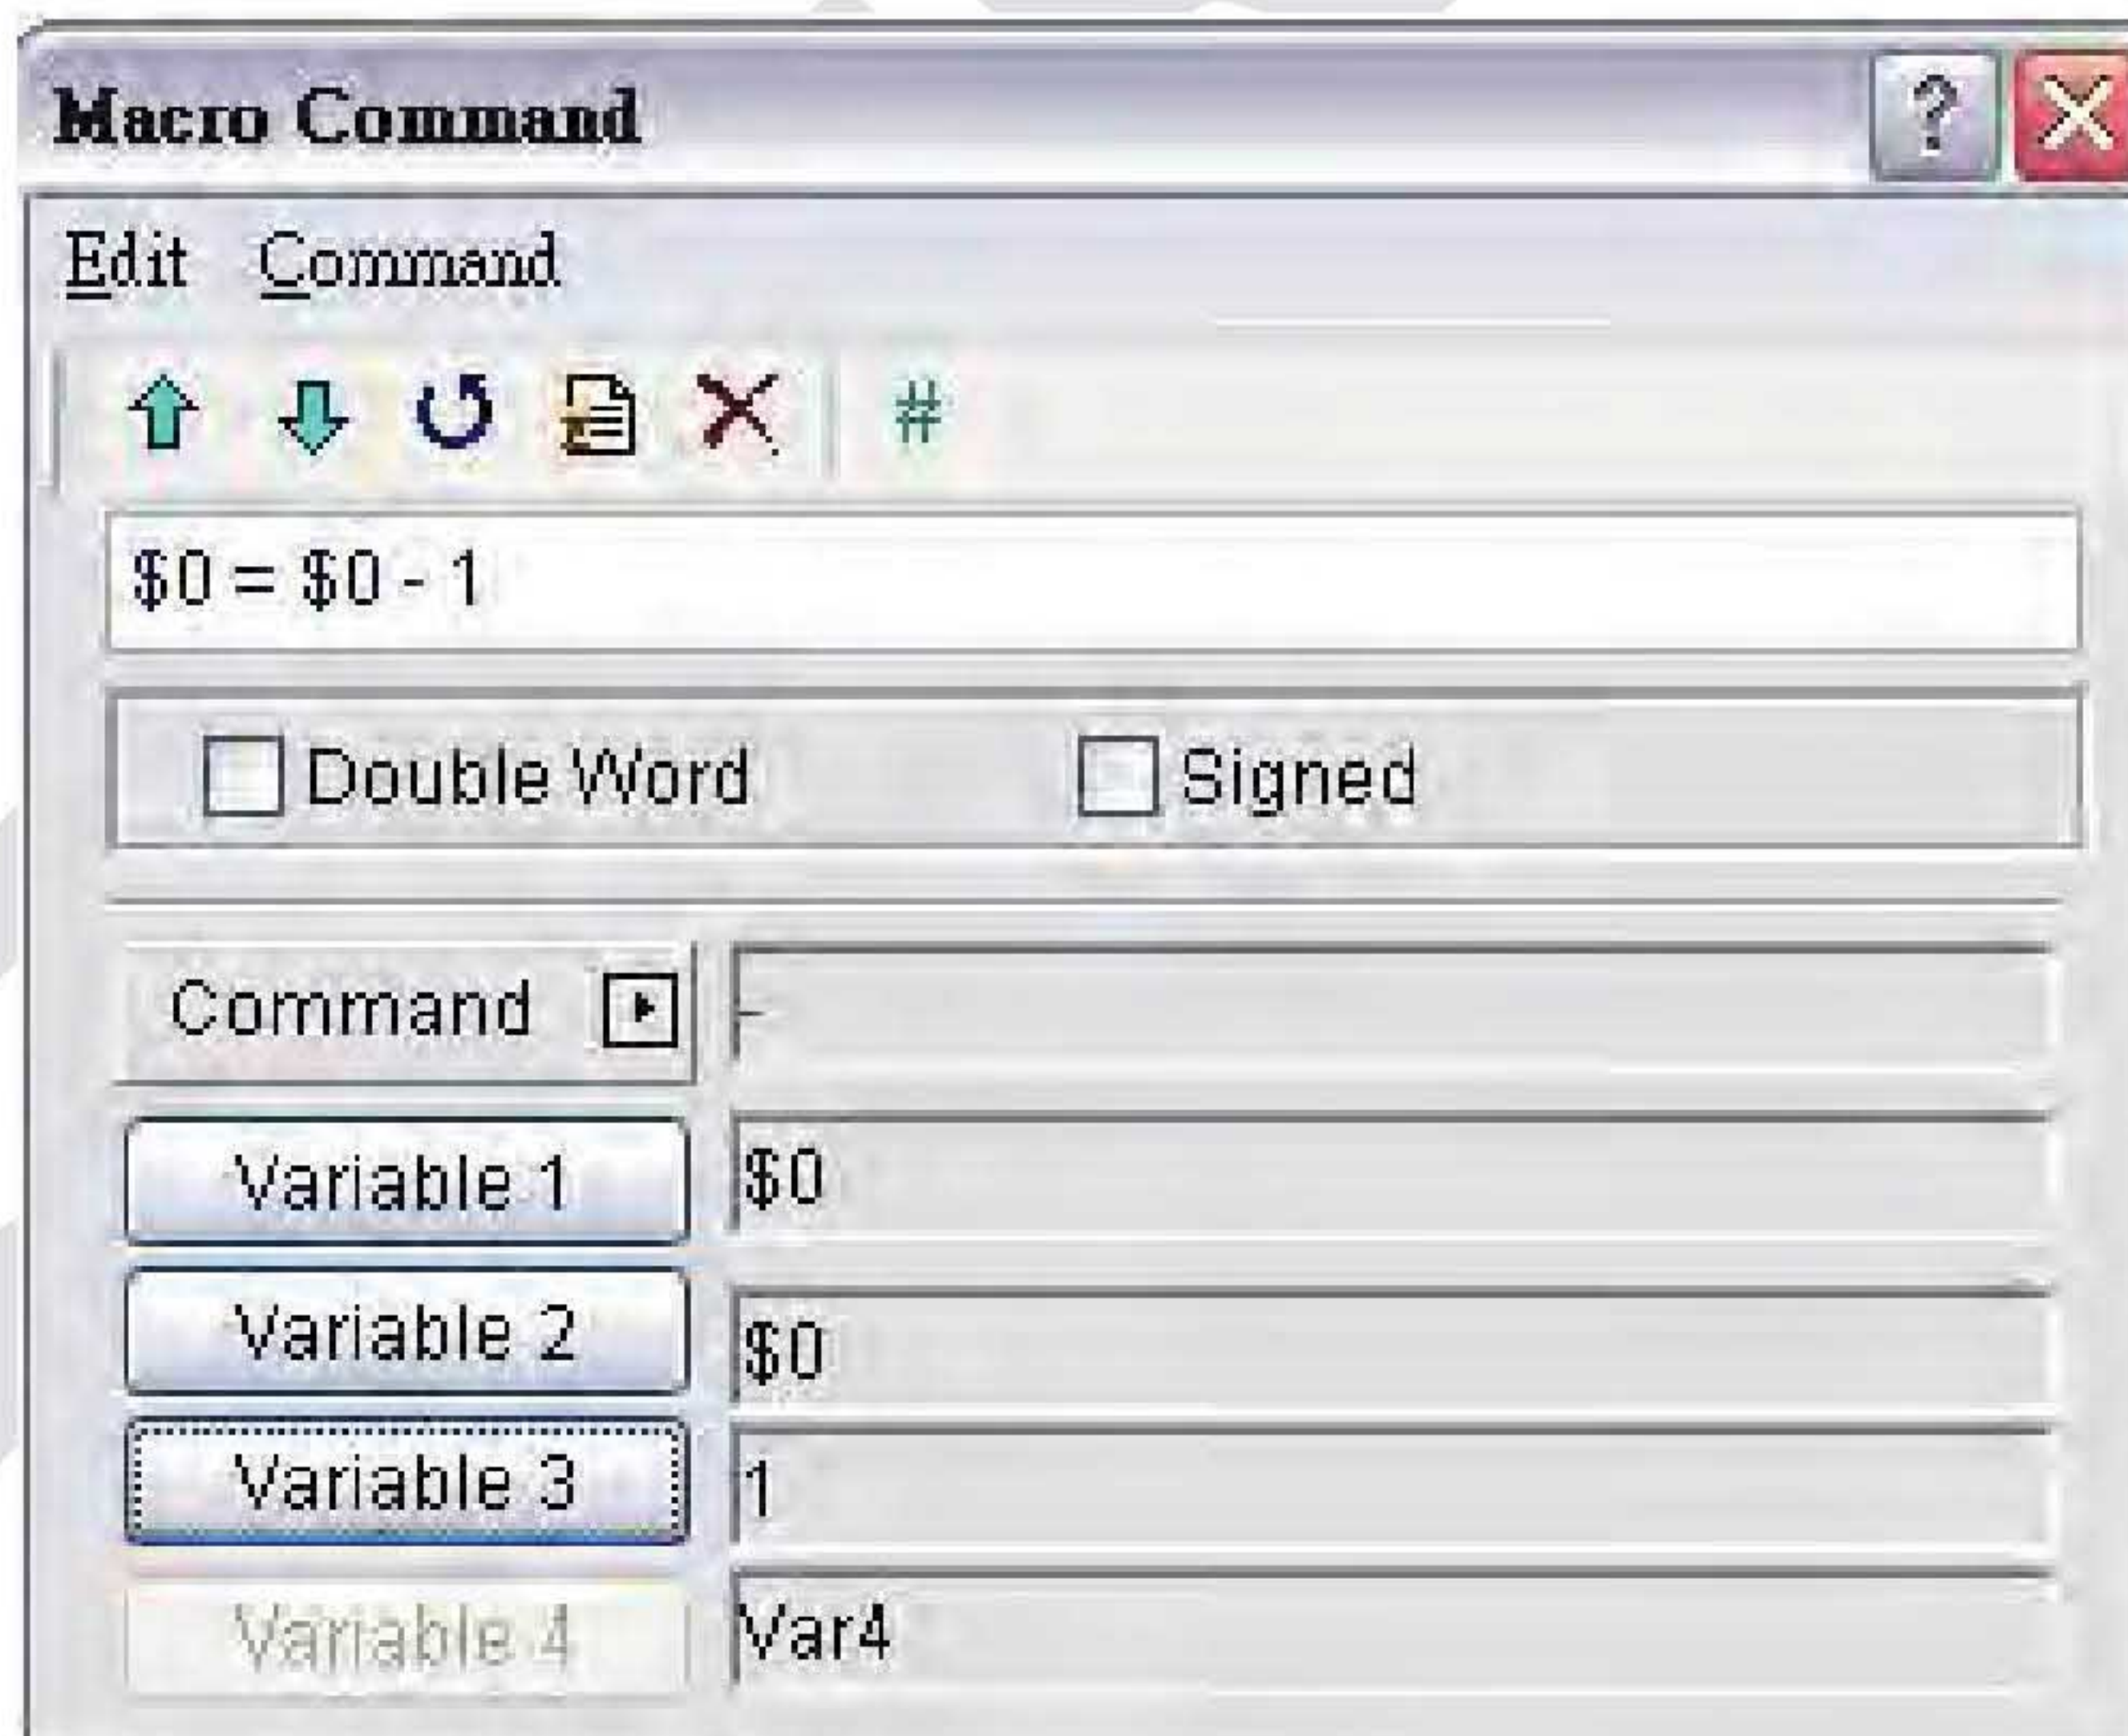 Macro Command
Edit Command
#
$0 = $0 - 1
Double Word Signed
Command -
Variable 1 $0
Variable 2 $0
Variable 3 1
Variable 4 Var4